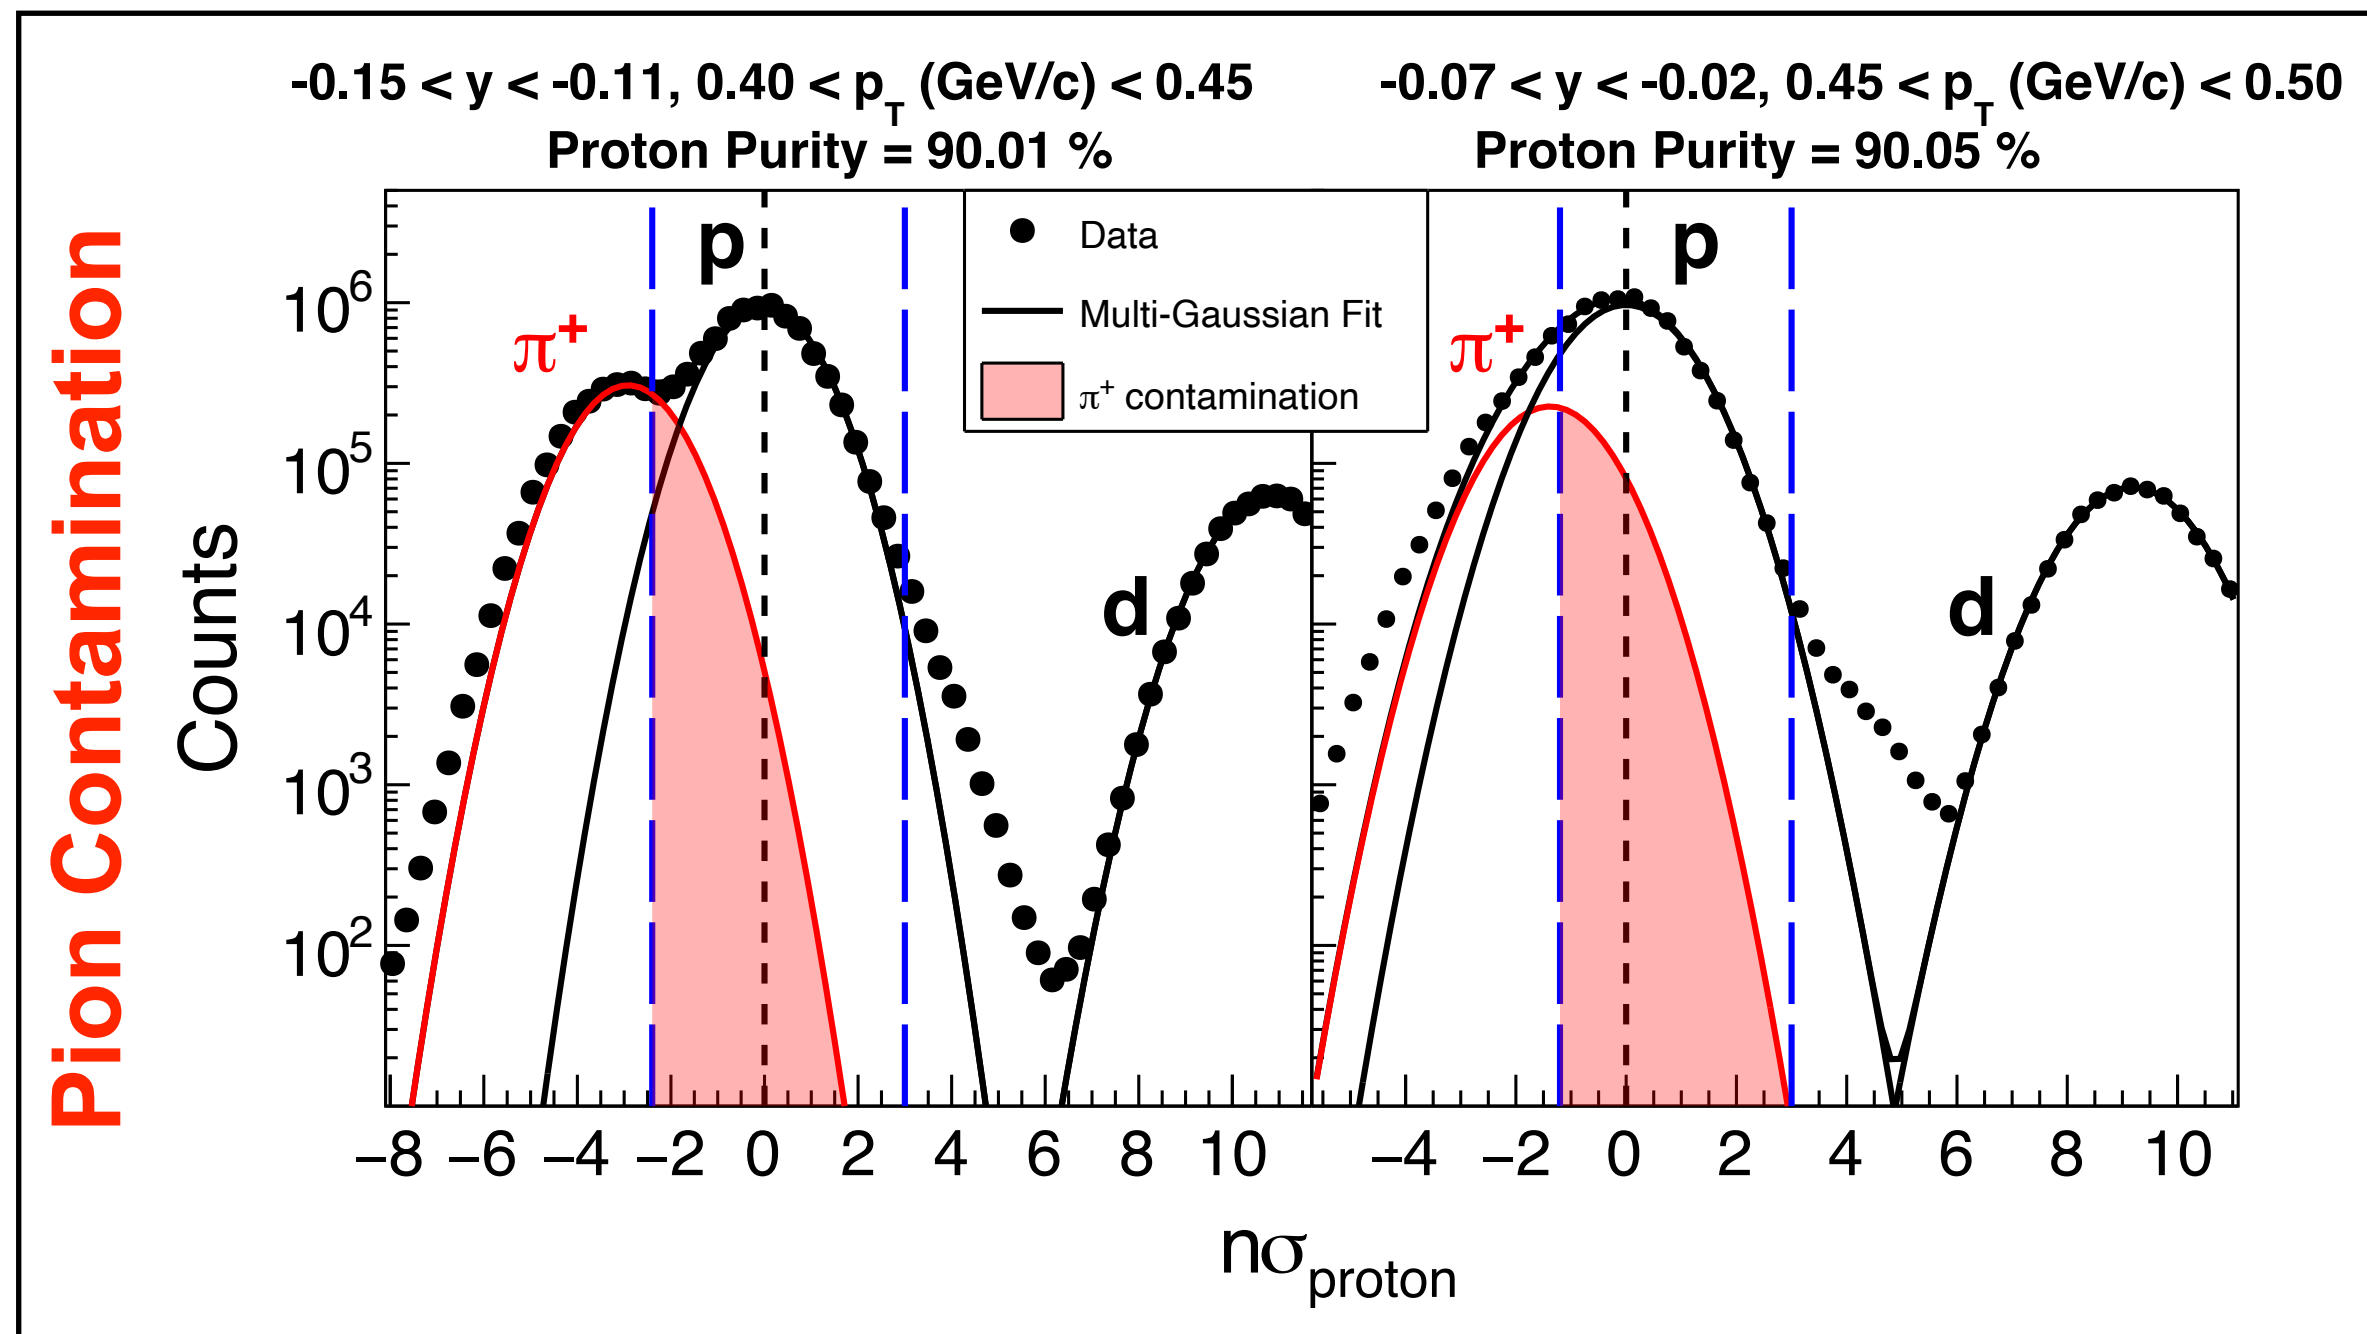 Pion Contamination
-0.15 < y < -0.11, 0.40 < p_T (GeV/c) < 0.45
Proton Purity = 90.01 %
-0.07 < y < -0.02, 0.45 < p_T (GeV/c) < 0.50
Proton Purity = 90.05 %
p
π⁺
d
Data
Multi-Gaussian Fit
π⁺ contamination
p
π⁺
d
Counts
10⁶
10⁵
10⁴
10³
10²
−8 −6 −4 −2 0 2 4 6 8 10
−4 −2 0 2 4 6 8 10
nσ_proton